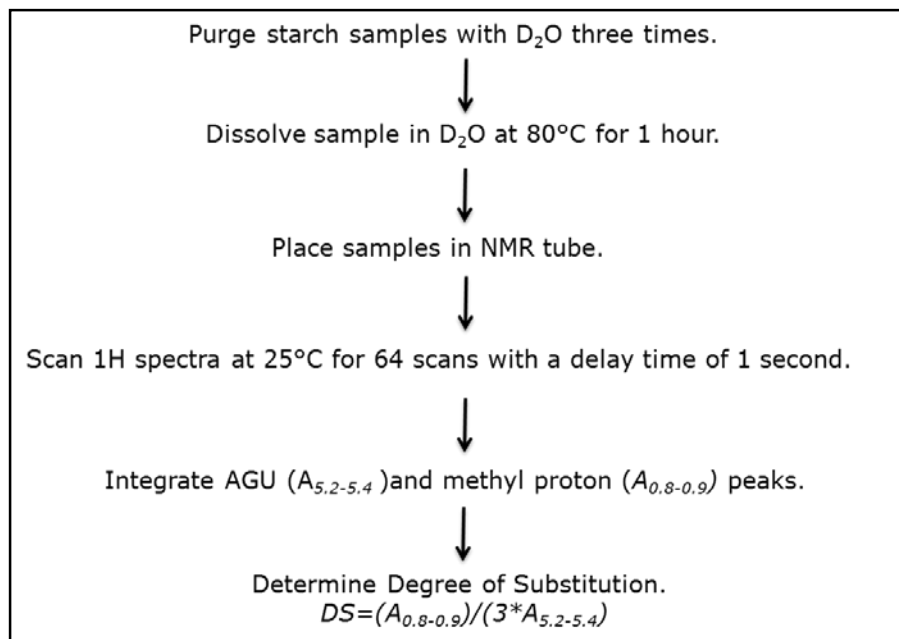 Purge starch samples with D₂O three times.
Dissolve sample in D₂O at 80°C for 1 hour.
Place samples in NMR tube.
Scan 1H spectra at 25°C for 64 scans with a delay time of 1 second.
Integrate AGU (A₅.₂₋₅.₄ )and methyl proton (A₀.₈₋₀.₉) peaks.
Determine Degree of Substitution.
DS=(A₀.₈₋₀.₉)/(3*A₅.₂₋₅.₄)